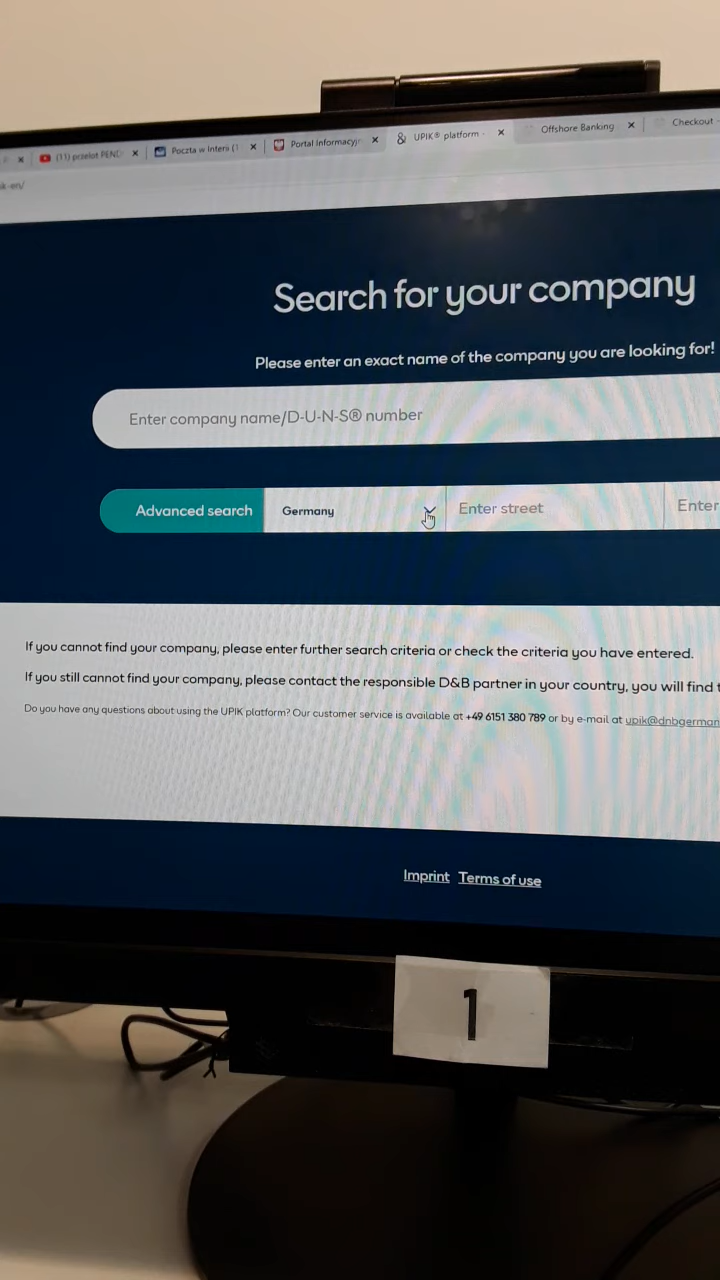 (11) przelot PEND
Poczta w Interii (1
Portal Informacyjn
UPIK® platform -
Offshore Banking
Checkout -
k-en/
Search for your company
Please enter an exact name of the company you are looking for!
Enter company name/D-U-N-S® number
Advanced search
Germany
Enter street
Enter
If you cannot find your company, please enter further search criteria or check the criteria you have entered.
If you still cannot find your company, please contact the responsible D&B partner in your country, you will find t
Do you have any questions about using the UPIK platform? Our customer service is available at +49 6151 380 789 or by e-mail at upik@dnbgerman
Imprint Terms of use
1